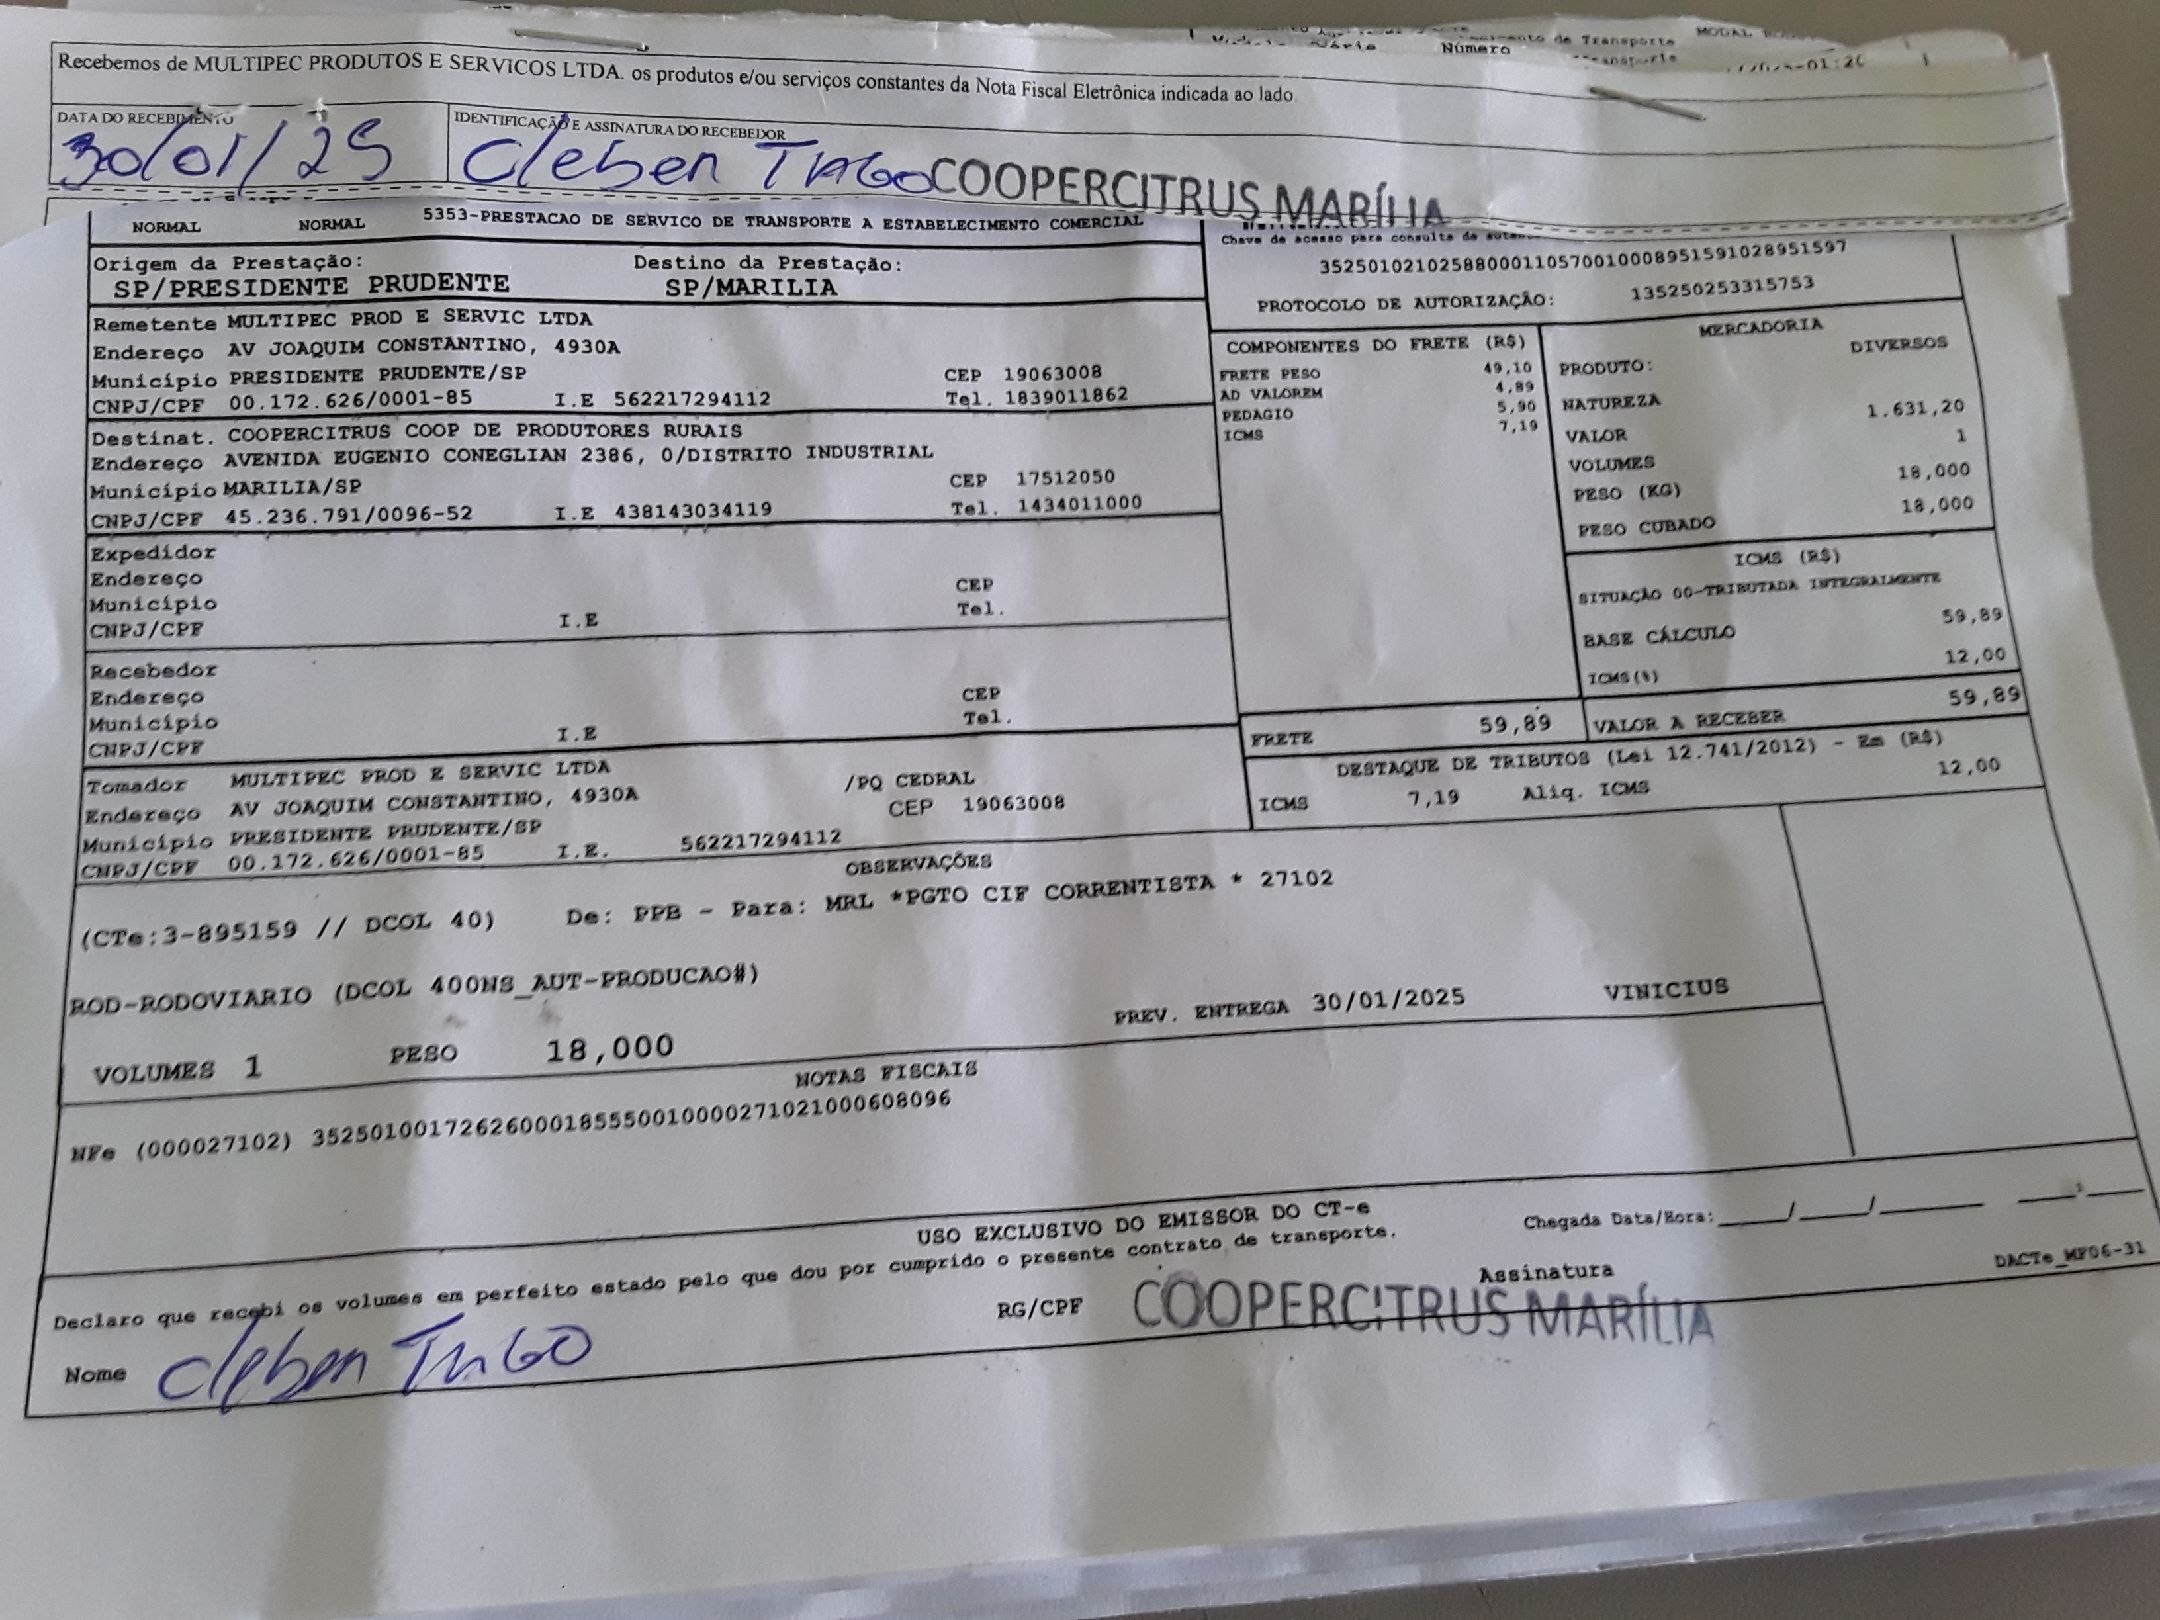 Número
de Transporte
MODAL
Recebemos de MULTIPEC PRODUTOS E SERVICOS LTDA. os produtos e/ou serviços constantes da Nota Fiscal Eletrônica indicada ao lado
DATA DO RECEBIMENTO
IDENTIFICAÇÃO E ASSINATURA DO RECEBEDOR
30/01/25
Cleben TIAGO
COOPERCITRUS MARÍLIA
NORMAL NORMAL 5353-PRESTACAO DE SERVICO DE TRANSPORTE A ESTABELECIMENTO COMERCIAL
Chave de acesso para consulta de
35250102102588000110570010008951591028951597
PROTOCOLO DE AUTORIZAÇÃO: 135250253315753
Origem da Prestação: Destino da Prestação:
SP/PRESIDENTE PRUDENTE SP/MARILIA
Remetente MULTIPEC PROD E SERVIC LTDA
Endereço AV JOAQUIM CONSTANTINO, 4930A
Município PRESIDENTE PRUDENTE/SP CEP 19063008
CNPJ/CPF 00.172.626/0001-85 I.E 562217294112 Tel. 1839011862
Destinat. COOPERCITRUS COOP DE PRODUTORES RURAIS
Endereço AVENIDA EUGENIO CONEGLIAN 2386, 0/DISTRITO INDUSTRIAL
Município MARILIA/SP CEP 17512050
CNPJ/CPF 45.236.791/0096-52 I.E 438143034119 Tel. 1434011000
Expedidor
Endereço CEP
Município Tel.
CNPJ/CPF I.E
Recebedor
Endereço CEP
Município Tel.
CNPJ/CPF I.E
Tomador MULTIPEC PROD E SERVIC LTDA /PQ CEDRAL
Endereço AV JOAQUIM CONSTANTINO, 4930A CEP 19063008
Município PRESIDENTE PRUDENTE/SP
CNPJ/CPF 00.172.626/0001-85 I.E. 562217294112
COMPONENTES DO FRETE (R$)
FRETE PESO 49,10
AD VALOREM 4,89
PEDAGIO 5,90
ICMS 7,19
MERCADORIA
PRODUTO: DIVERSOS
NATUREZA
VALOR 1.631,20
VOLUMES 1
PESO (KG) 18,000
PESO CUBADO 18,000
ICMS (R$)
SITUAÇÃO 00-TRIBUTADA INTEGRALMENTE
BASE CÁLCULO 59,89
ICMS(%) 12,00
FRETE 59,89
VALOR A RECEBER 59,89
DESTAQUE DE TRIBUTOS (Lei 12.741/2012) - Em (R$)
ICMS 7,19 Aliq. ICMS 12,00
OBSERVAÇÕES
(CTe:3-895159 // DCOL 40) De: PPB - Para: MRL *PGTO CIF CORRENTISTA * 27102
ROD-RODOVIARIO (DCOL 400NS_AUT-PRODUCAO#)
PREV. ENTREGA 30/01/2025 VINICIUS
VOLUMES 1 PESO 18,000
NOTAS FISCAIS
NFe (000027102) 35250100172626000185550010000271021000608096
USO EXCLUSIVO DO EMISSOR DO CT-e
Declaro que recebi os volumes em perfeito estado pelo que dou por cumprido o presente contrato de transporte.
Chegada Data/Hora:____/____/______ ___:___
Nome Cleben TIAGO
RG/CPF
Assinatura
COOPERCITRUS MARÍLIA
DACTe_MF06-31